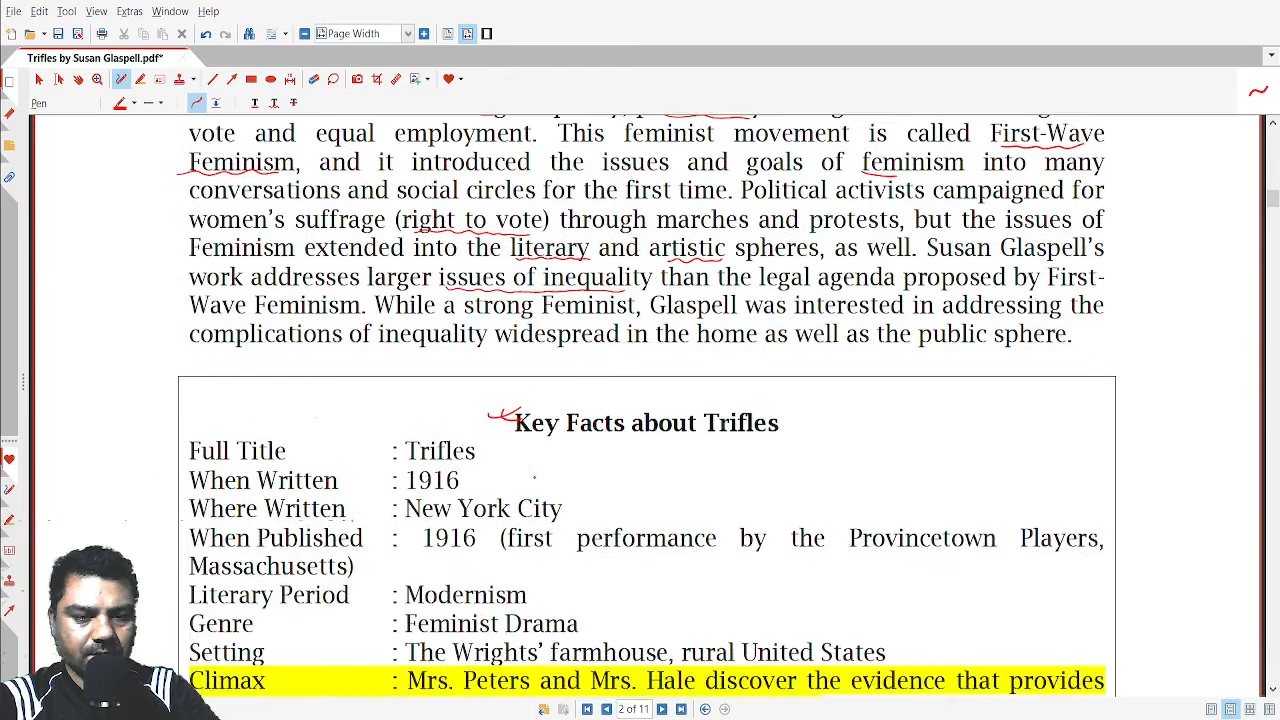 File Edit View Extras Window Help
Page Width
Trifles by Susan Glaspell.pdf*
Pen
vote and equal employment. This feminist movement is called First-Wave
Feminism, and it introduced the issues and goals of feminism into many
conversations and social circles for the first time. Political activists campaigned for
women's suffrage (right to vote) through marches and protests, but the issues of
Feminism extended into the literary and artistic spheres, as well. Susan Glaspell's
work addresses larger issues of inequality than the legal agenda proposed by First-
Wave Feminism. While a strong Feminist, Glaspell was interested in addressing the
complications of inequality widespread in the home as well as the public sphere.
Key Facts about Trifles
Full Title : Trifles
When Written : 1916
Where Written : New York City
When Published : 1916 (first performance by the Provincetown Players,
Massachusetts)
Literary Period : Modernism
Genre : Feminist Drama
Setting : The Wrights' farmhouse, rural United States
Climax : Mrs. Peters and Mrs. Hale discover the evidence that provides
2 of 11